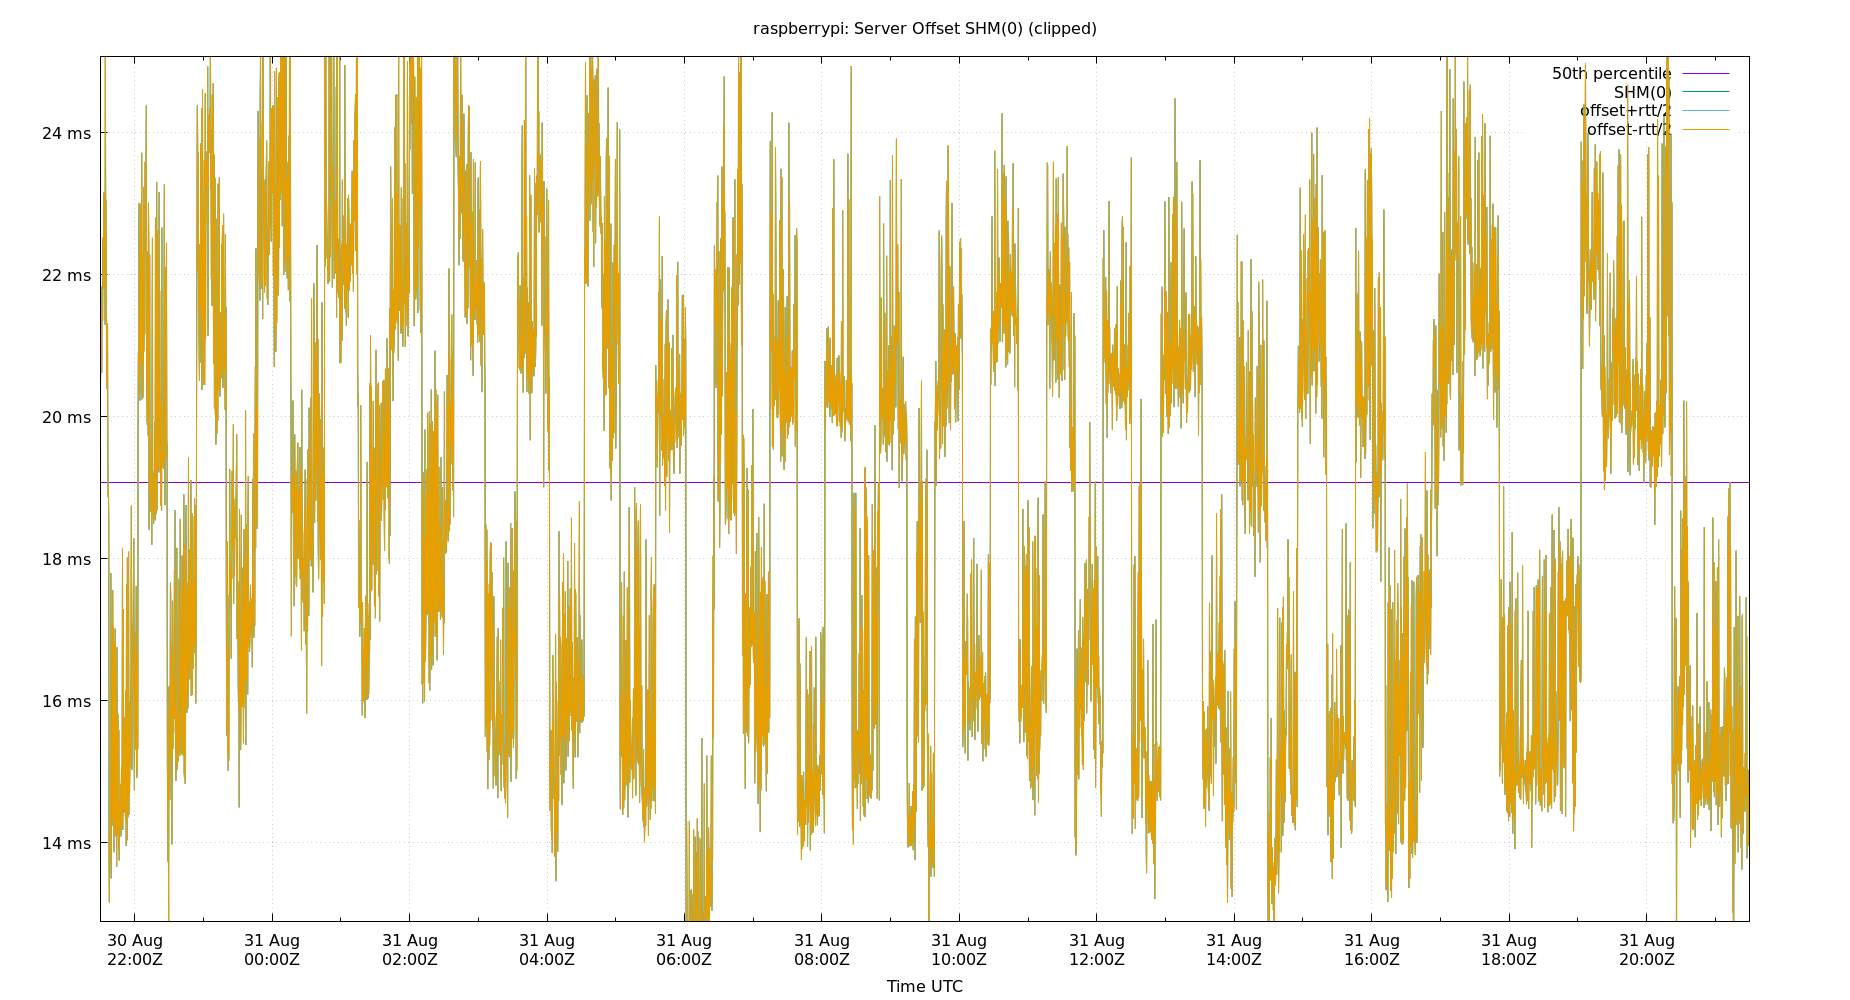 raspberrypi: Server Offset SHM(0) (clipped)
50th percentile
SHM(0)
offset+rtt/2
offset-rtt/2
24 ms
22 ms
20 ms
18 ms
16 ms
14 ms
30 Aug 31 Aug 31 Aug 31 Aug 31 Aug 31 Aug 31 Aug 31 Aug 31 Aug 31 Aug 31 Aug 31 Aug
22:00Z 00:00Z 02:00Z 04:00Z 06:00Z 08:00Z 10:00Z 12:00Z 14:00Z 16:00Z 18:00Z 20:00Z
Time UTC